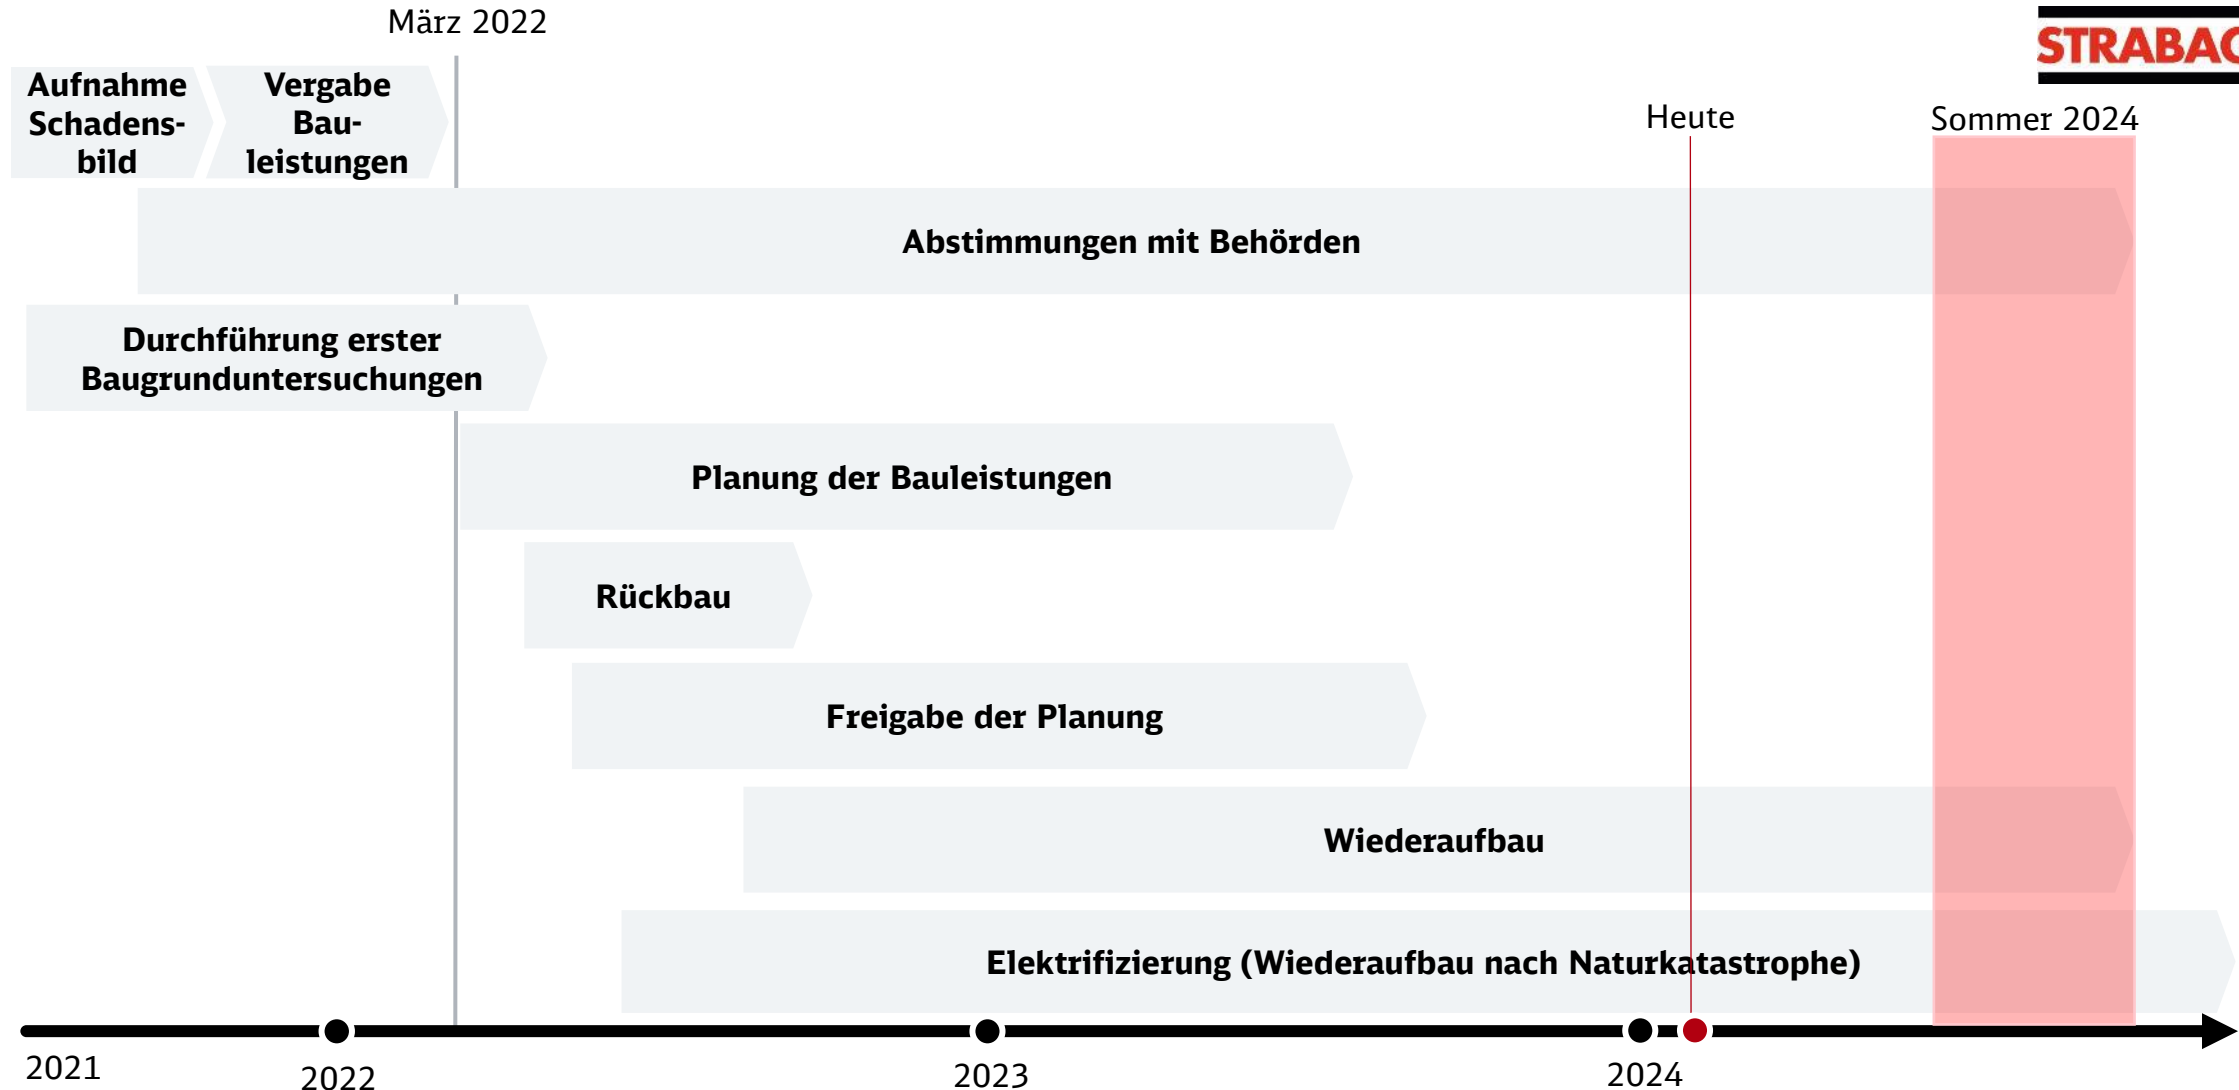 März 2022
STRABAG
Aufnahme
Schadens-
bild
Vergabe
Bau-
leistungen
Heute
Sommer 2024
Abstimmungen mit Behörden
Durchführung erster
Baugrunduntersuchungen
Planung der Bauleistungen
Rückbau
Freigabe der Planung
Wiederaufbau
Elektrifizierung (Wiederaufbau nach Naturkatastrophe)
2021
2022
2023
2024